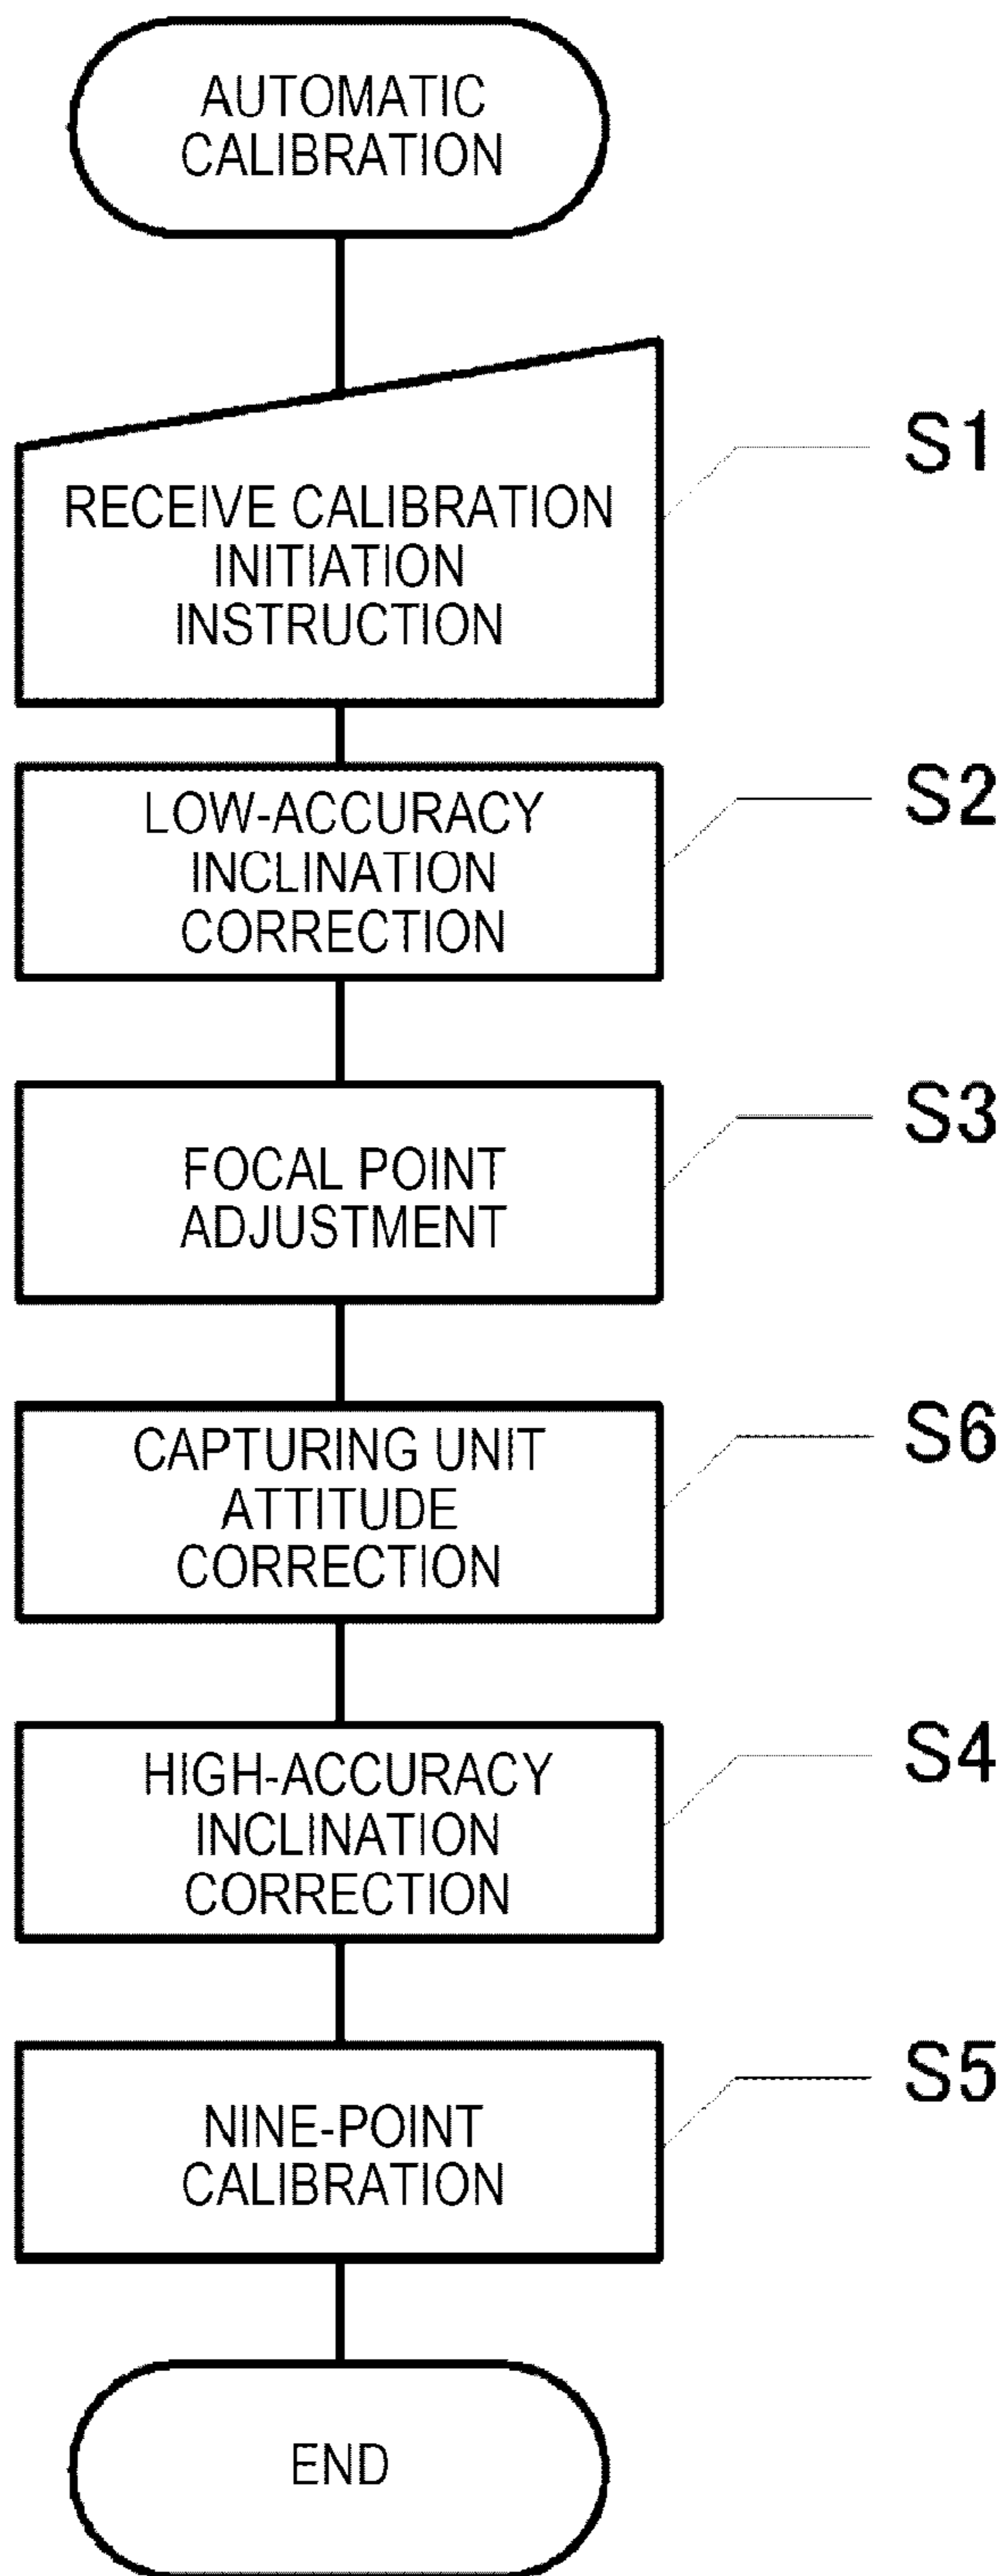 AUTOMATIC
CALIBRATION
RECEIVE CALIBRATION
INITIATION
INSTRUCTION
S1
LOW-ACCURACY
INCLINATION
CORRECTION
S2
FOCAL POINT
ADJUSTMENT
S3
CAPTURING UNIT
ATTITUDE
CORRECTION
S6
HIGH-ACCURACY
INCLINATION
CORRECTION
S4
NINE-POINT
CALIBRATION
S5
END